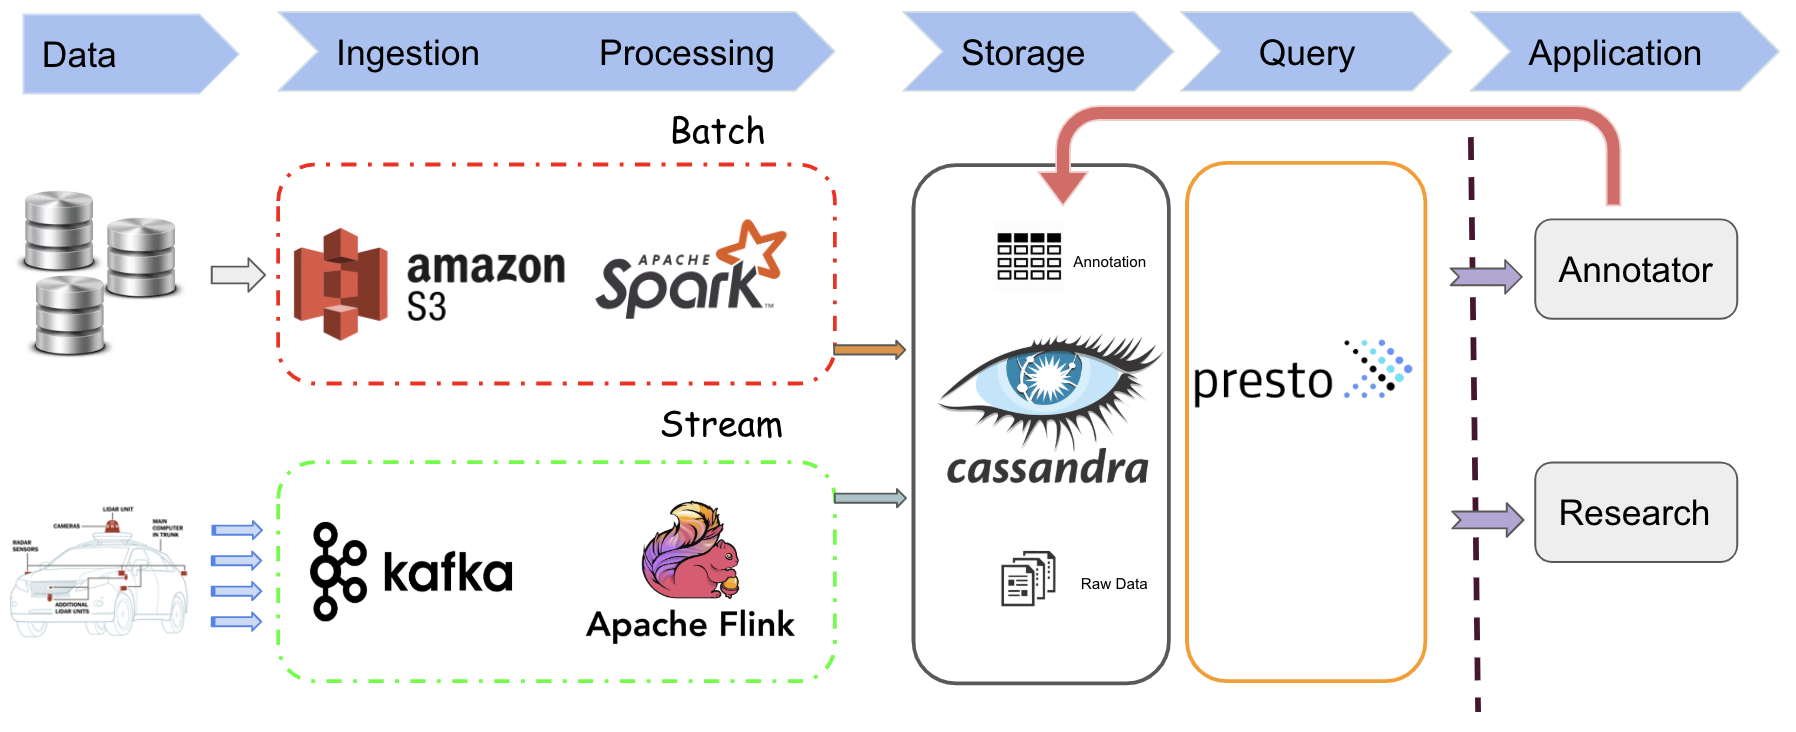 Data
Ingestion
Processing
Storage
Query
Application
Batch
amazon
S3
APACHE
Spark
TM
Stream
LIDAR UNIT
CAMERAS
MAIN
COMPUTER
IN TRUNK
RADAR
SENSORS
ADDITIONAL
LIDAR UNITS
kafka
Apache Flink
Annotation
cassandra
Raw Data
presto
Annotator
Research